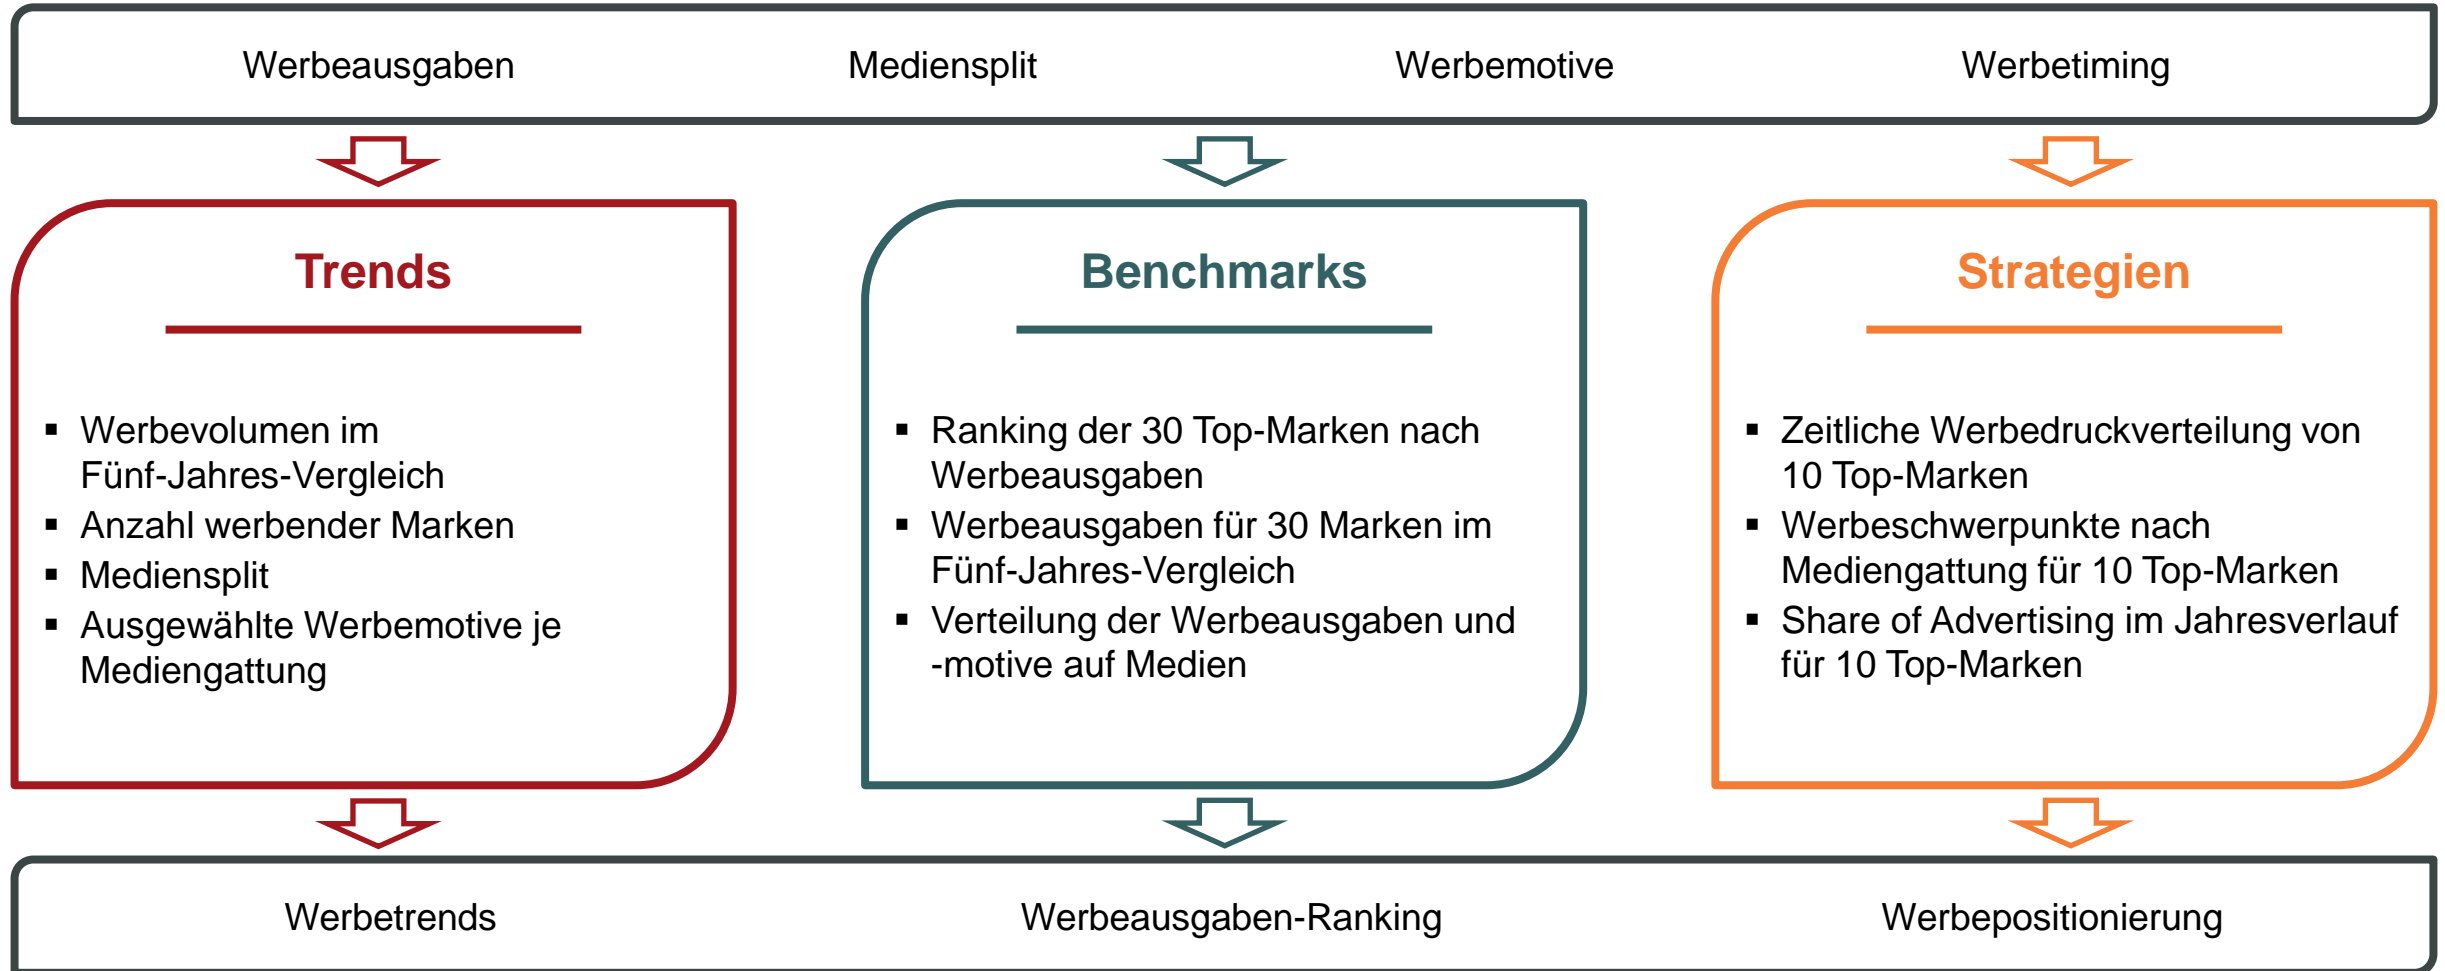 Werbeausgaben Mediensplit Werbemotive Werbetiming
Trends
▪ Werbevolumen im
Fünf-Jahres-Vergleich
▪ Anzahl werbender Marken
▪ Mediensplit
▪ Ausgewählte Werbemotive je
Mediengattung
Benchmarks
▪ Ranking der 30 Top-Marken nach
Werbeausgaben
▪ Werbeausgaben für 30 Marken im
Fünf-Jahres-Vergleich
▪ Verteilung der Werbeausgaben und
-motive auf Medien
Strategien
▪ Zeitliche Werbedruckverteilung von
10 Top-Marken
▪ Werbeschwerpunkte nach
Mediengattung für 10 Top-Marken
▪ Share of Advertising im Jahresverlauf
für 10 Top-Marken
Werbetrends Werbeausgaben-Ranking Werbepositionierung